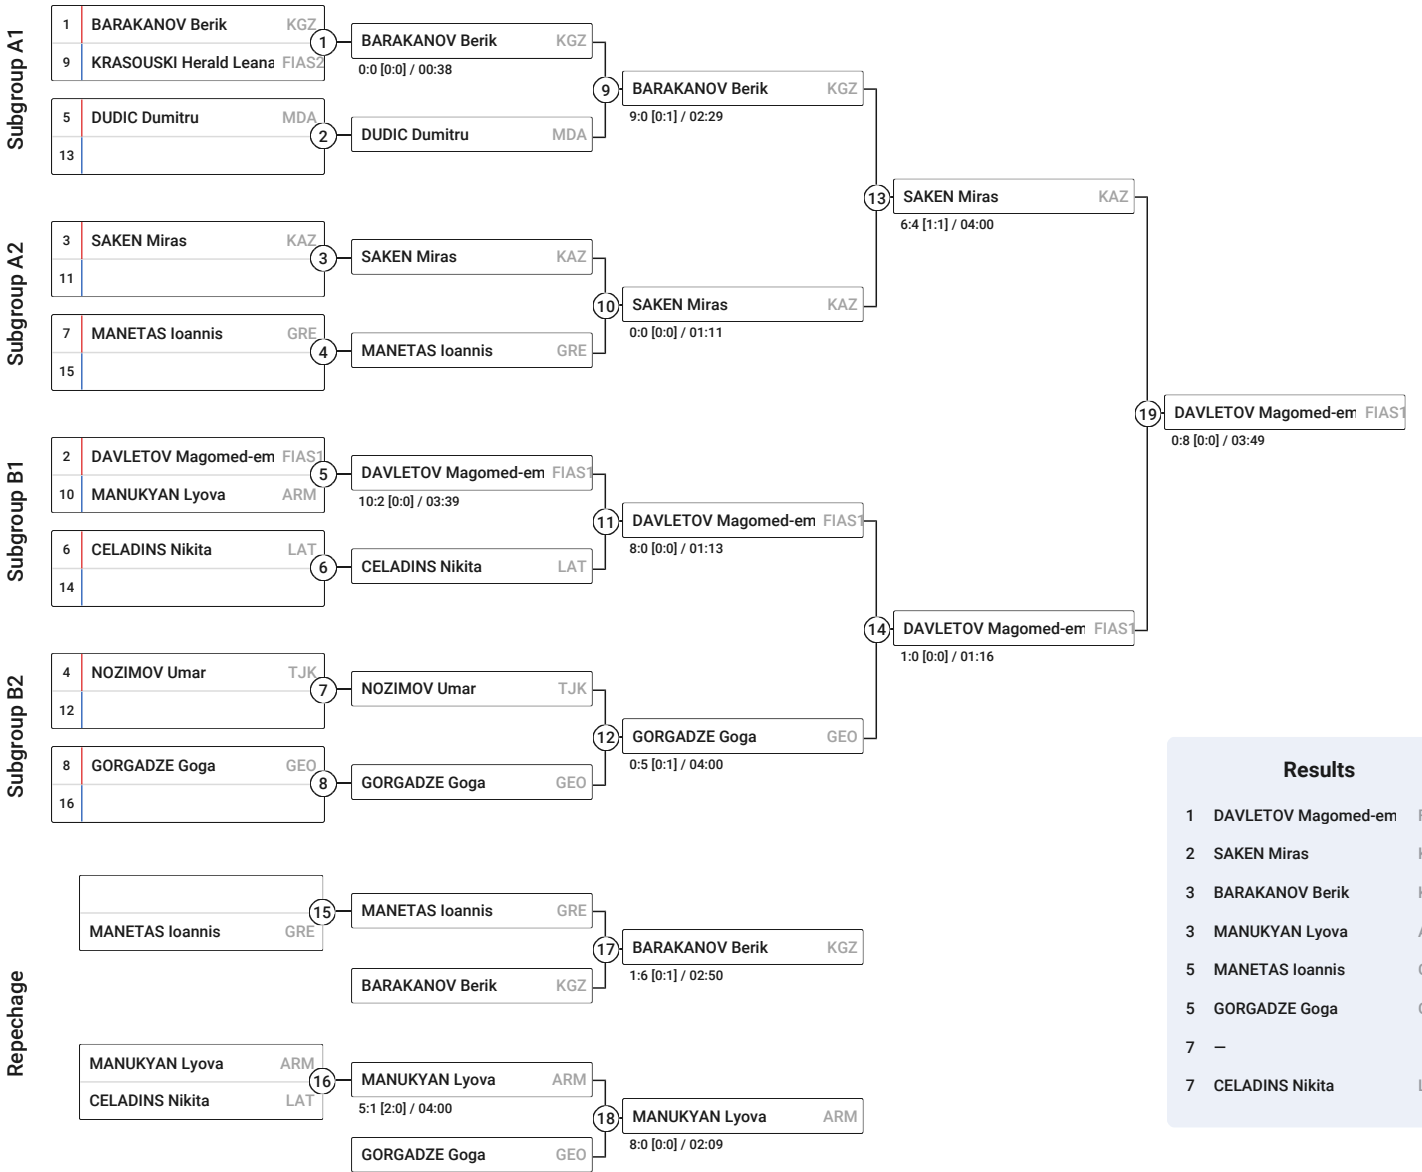 Subgroup A1
1 BARAKANOV Berik KGZ
9 KRASOUSKI Herald Leana FIAS2
1
BARAKANOV Berik KGZ
0:0 [0:0] / 00:38
5 DUDIC Dumitru MDA
13
2
DUDIC Dumitru MDA
9
BARAKANOV Berik KGZ
9:0 [0:1] / 02:29
Subgroup A2
3 SAKEN Miras KAZ
11
3
SAKEN Miras KAZ
7 MANETAS Ioannis GRE
15
4
MANETAS Ioannis GRE
10
SAKEN Miras KAZ
0:0 [0:0] / 01:11
13
SAKEN Miras KAZ
6:4 [1:1] / 04:00
Subgroup B1
2 DAVLETOV Magomed-em FIAS1
10 MANUKYAN Lyova ARM
5
DAVLETOV Magomed-em FIAS1
10:2 [0:0] / 03:39
6 CELADINS Nikita LAT
14
6
CELADINS Nikita LAT
11
DAVLETOV Magomed-em FIAS1
8:0 [0:0] / 01:13
Subgroup B2
4 NOZIMOV Umar TJK
12
7
NOZIMOV Umar TJK
8 GORGADZE Goga GEO
16
8
GORGADZE Goga GEO
12
GORGADZE Goga GEO
0:5 [0:1] / 04:00
14
DAVLETOV Magomed-em FIAS1
1:0 [0:0] / 01:16
19
DAVLETOV Magomed-em FIAS1
0:8 [0:0] / 03:49
Repechage
MANETAS Ioannis GRE
15
MANETAS Ioannis GRE
BARAKANOV Berik KGZ
17
BARAKANOV Berik KGZ
1:6 [0:1] / 02:50
MANUKYAN Lyova ARM
CELADINS Nikita LAT
16
MANUKYAN Lyova ARM
5:1 [2:0] / 04:00
GORGADZE Goga GEO
18
MANUKYAN Lyova ARM
8:0 [0:0] / 02:09
Results
1 DAVLETOV Magomed-em
2 SAKEN Miras
3 BARAKANOV Berik
3 MANUKYAN Lyova
5 MANETAS Ioannis
5 GORGADZE Goga
7 –
7 CELADINS Nikita